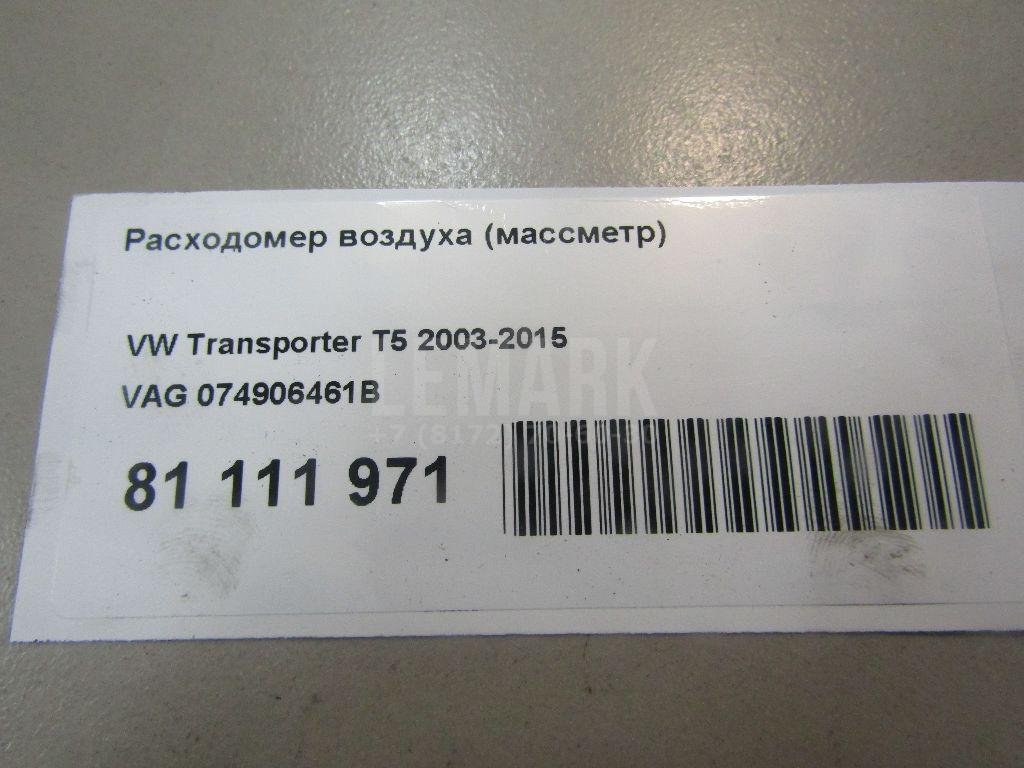 Расходомер воздуха (массметр)
VW Transporter T5 2003-2015
VAG 074906461B
LEMARK
81 111 971